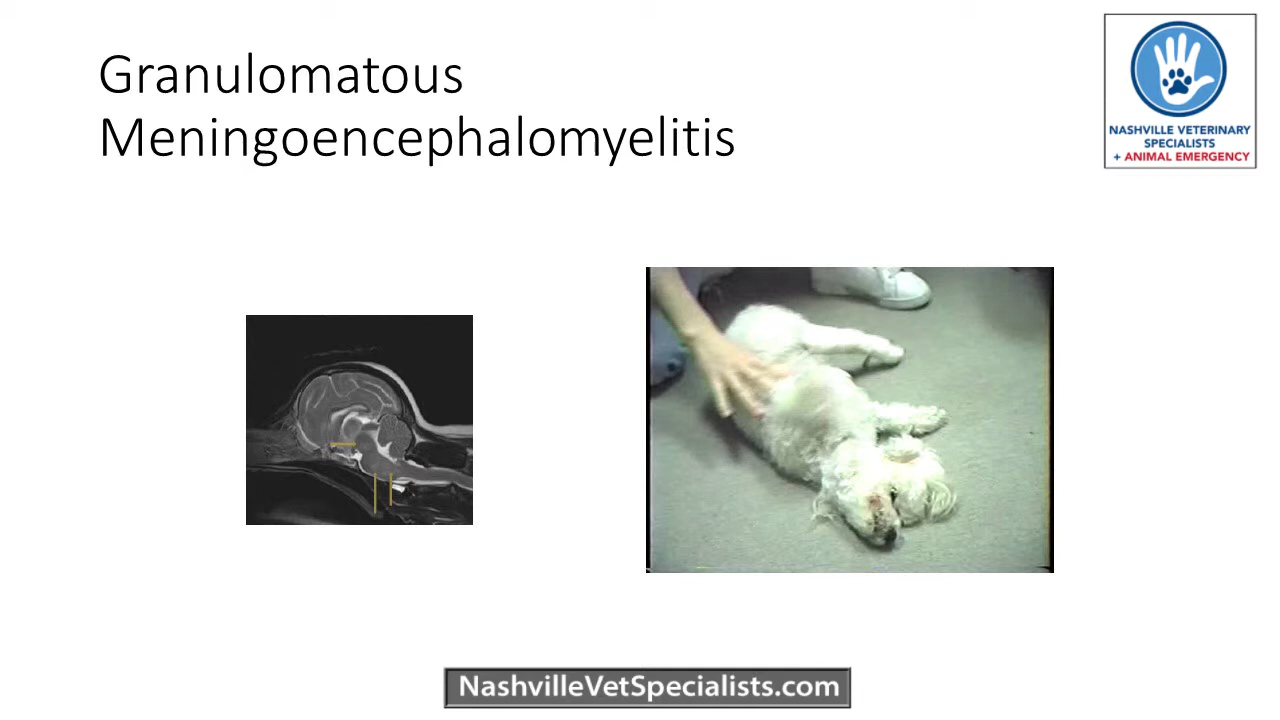 Granulomatous
Meningoencephalomyelitis
NASHVILLE VETERINARY
SPECIALISTS
+ ANIMAL EMERGENCY
NashvilleVetSpecialists.com